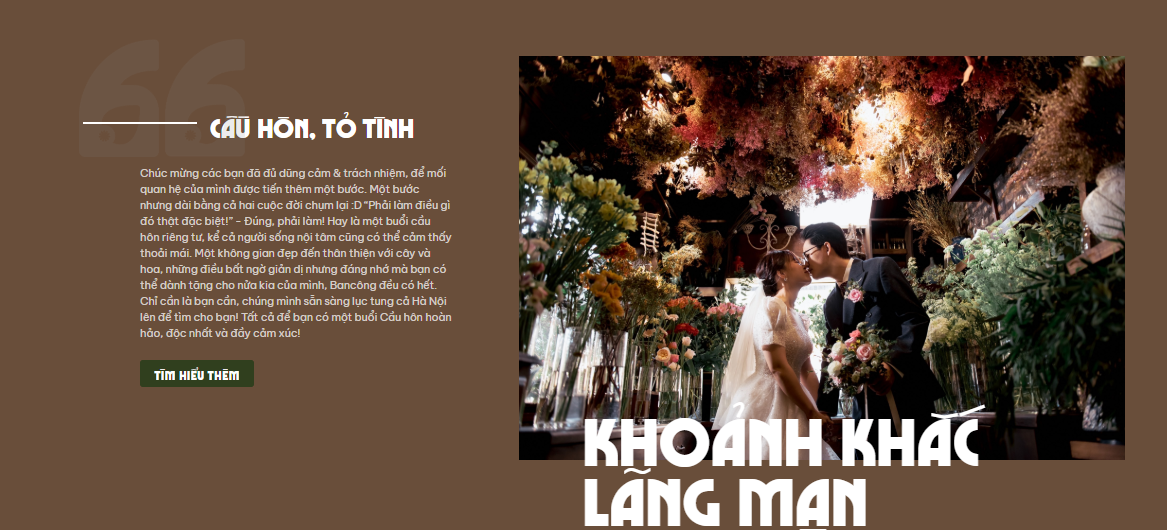 CẦU HÔN, TỎ TÌNH
Chúc mừng các bạn đã đủ dũng cảm & trách nhiệm, để mối
quan hệ của mình được tiến thêm một bước. Một bước
nhưng dài bằng cả hai cuộc đời chụm lại :D "Phải làm điều gì
đó thật đặc biệt!" – Đúng, phải làm! Hay là một buổi cầu
hôn riêng tư, kể cả người sống nội tâm cũng có thể cảm thấy
thoải mái. Một không gian đẹp đến thân thiện với cây và
hoa, những điều bất ngờ giản dị nhưng đáng nhớ mà bạn có
thể dành tặng cho nửa kia của mình, Bancông đều có hết.
Chỉ cần là bạn cần, chúng mình sẵn sàng lục tung cả Hà Nội
lên để tìm cho bạn! Tất cả để bạn có một buổi Cầu hôn hoàn
hảo, độc nhất và đầy cảm xúc!
TÌM HIỂU THÊM
KHOẢNH KHẮC
LÃNG MẠN